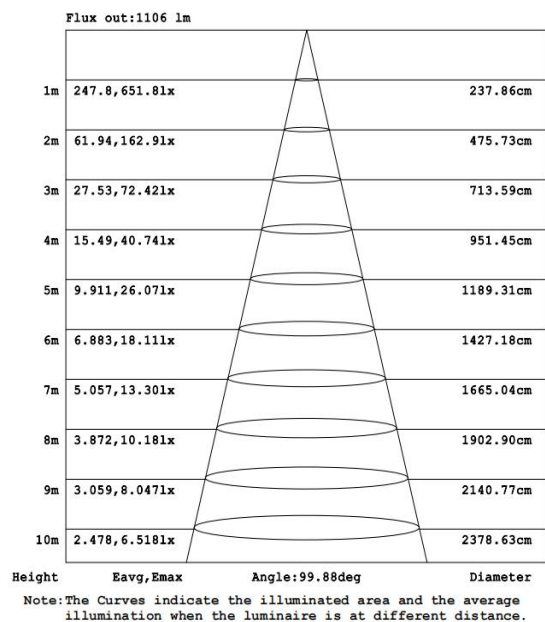 Flux out:1106 lm
1m 247.8,651.8lx 237.86cm
2m 61.94,162.9lx 475.73cm
3m 27.53,72.42lx 713.59cm
4m 15.49,40.74lx 951.45cm
5m 9.911,26.07lx 1189.31cm
6m 6.883,18.11lx 1427.18cm
7m 5.057,13.30lx 1665.04cm
8m 3.872,10.18lx 1902.90cm
9m 3.059,8.047lx 2140.77cm
10m 2.478,6.518lx 2378.63cm
Height Eavg,Emax Angle:99.88deg Diameter
Note:The Curves indicate the illuminated area and the average
illumination when the luminaire is at different distance.